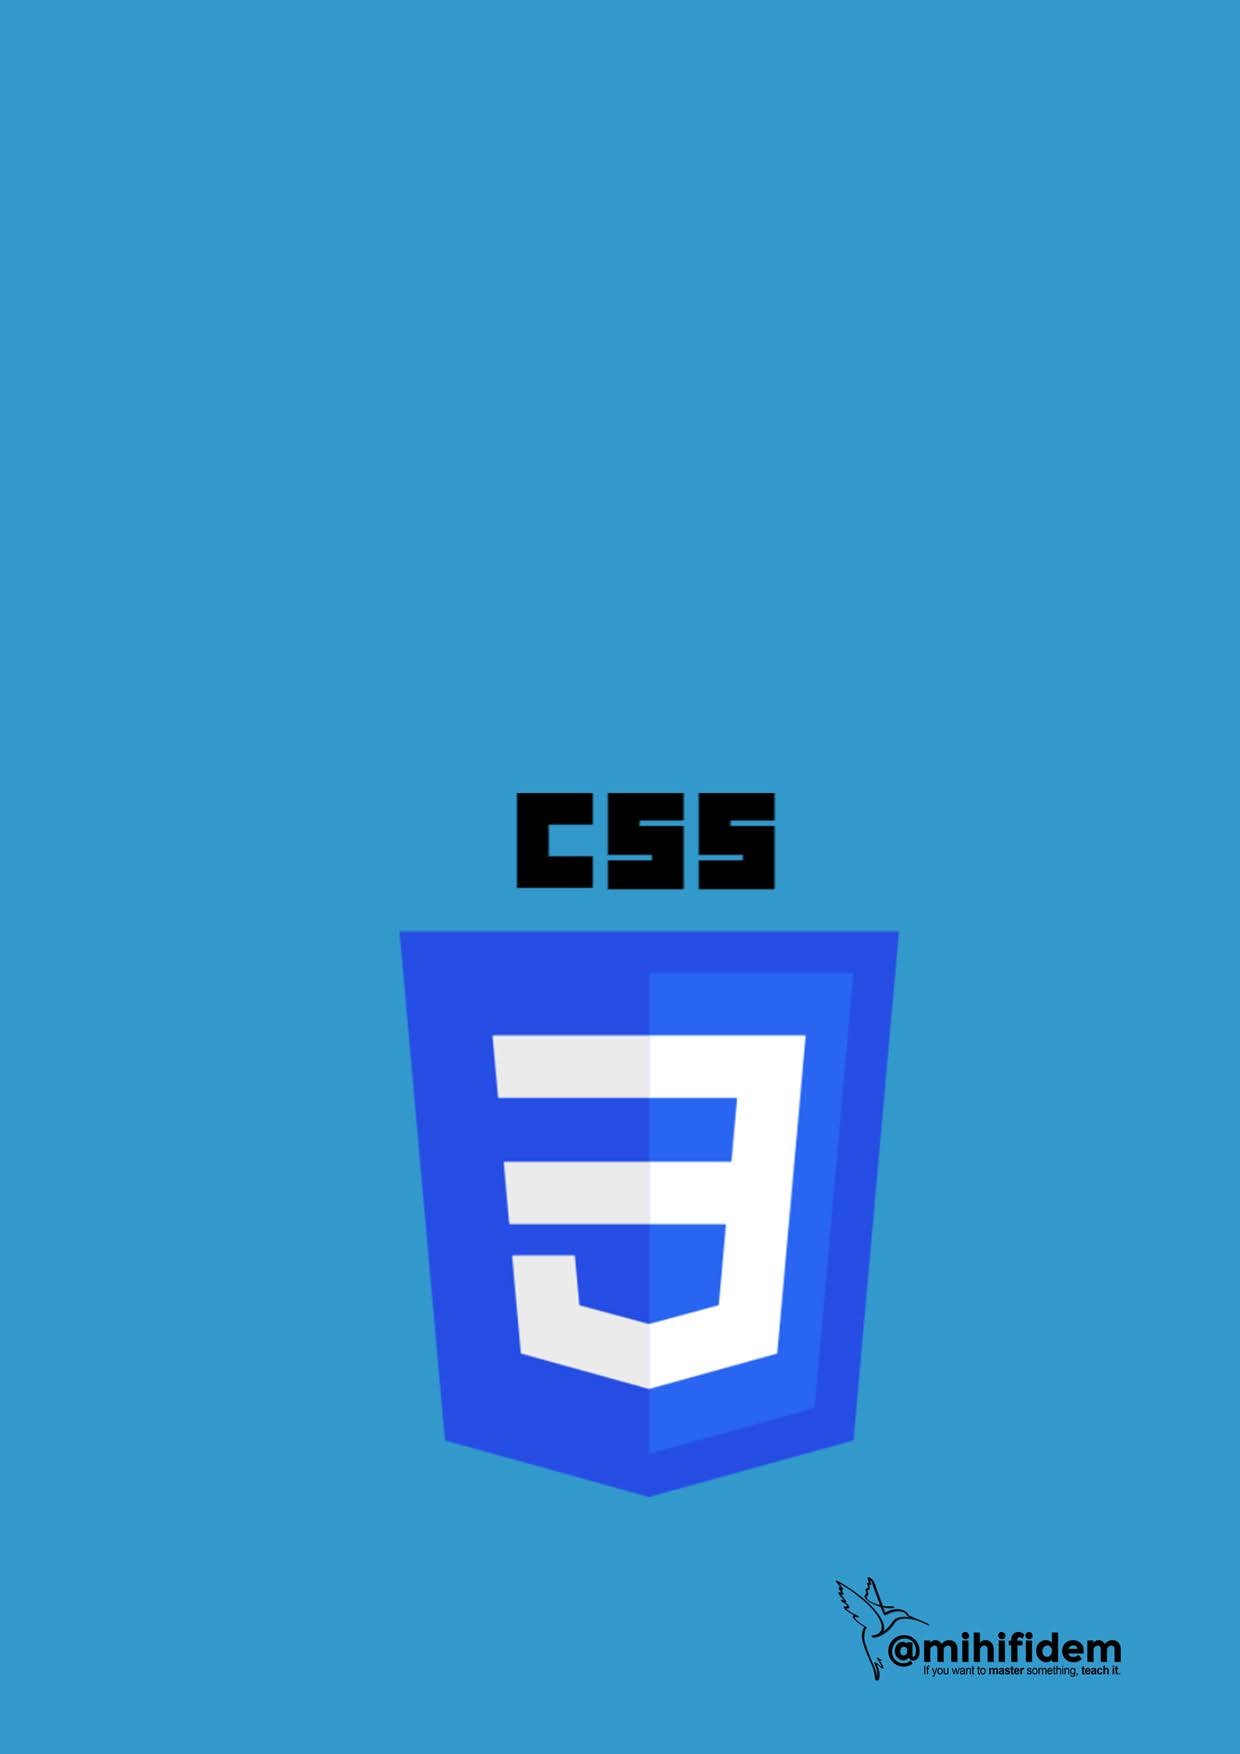 CSS
3
@mihifidem
If you want to master something, teach it.